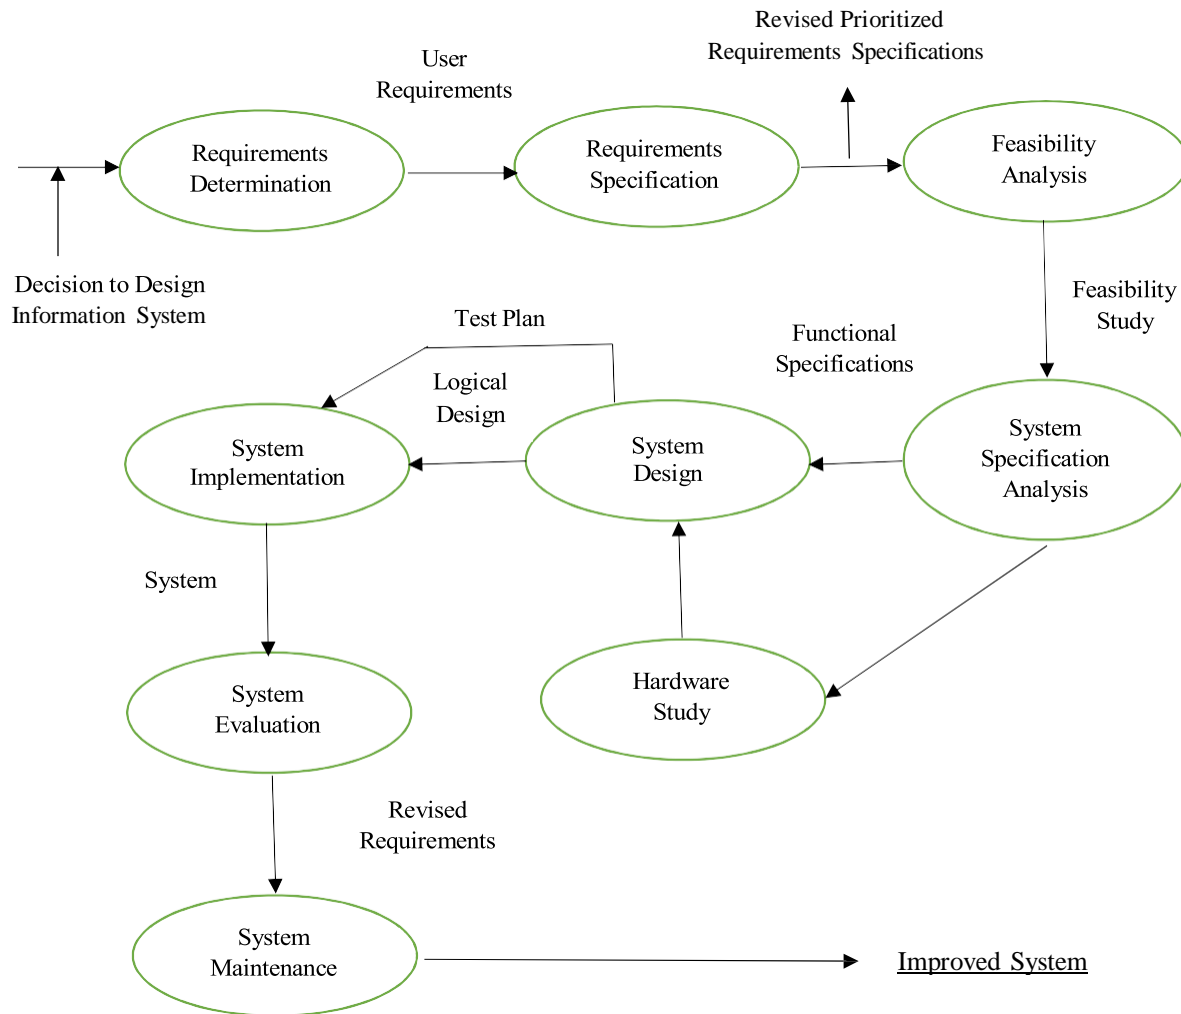 Revised Prioritized
Requirements Specifications
User
Requirements
Requirements
Determination
Requirements
Specification
Feasibility
Analysis
Decision to Design
Information System
Feasibility
Study
Test Plan
Functional
Specifications
Logical
Design
System
Implementation
System
Design
System
Specification
Analysis
System
Hardware
Study
System
Evaluation
Revised
Requirements
System
Maintenance
Improved System